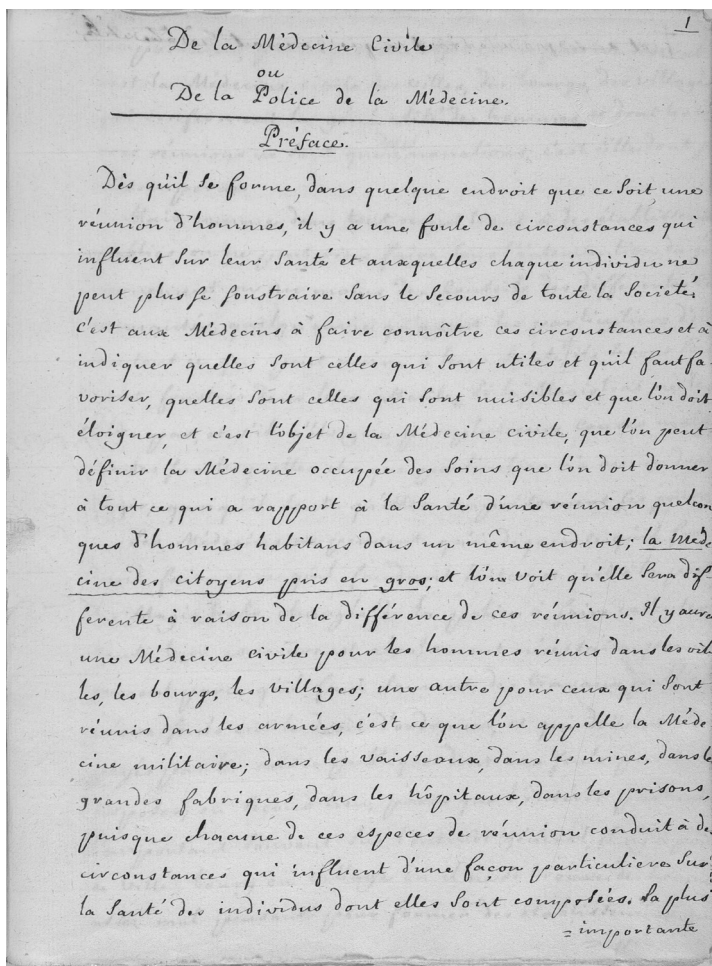 1
De la Médecine Civile
ou
De la Police de la Médecine.
Préface.
Dès qu'il se forme, dans quelque endroit que ce soit, une
réunion d'hommes, il y a une foule de circonstances qui
influent sur leur santé et auxquelles chaque individu ne
peut plus se soustraire sans le secours de toute la Société.
c'est aux Médecins à faire connoître ces circonstances et à
indiquer quelles sont celles qui sont utiles et qu'il faut fa-
voriser, quelles sont celles qui sont nuisibles et que l'on doit
éloigner, et c'est l'objet de la Médecine civile, que l'on peut
définir la Médecine occupée des soins que l'on doit donner
à tout ce qui a rapport à la santé d'une réunion quelcon
ques d'hommes habitans dans un même endroit; la Méde
cine des citoyens pris en gros; et l'on voit qu'elle sera dif-
ferente à raison de la différence de ces réunions. Il y aura
une Médecine civile pour les hommes réunis dans les vil
les, les bourgs, les villages; une autre pour ceux qui sont
réunis dans les armées, c'est ce que l'on appelle la Méde
cine militaire; dans les vaisseaux, dans les mines, dans le
grandes fabriques, dans les hôpitaux, dans les prisons,
puisque chacune de ces especes de réunion conduit à de
circonstances qui influent d'une façon particuliere sur
la santé des individus dont elles sont composées. la plus
= importante